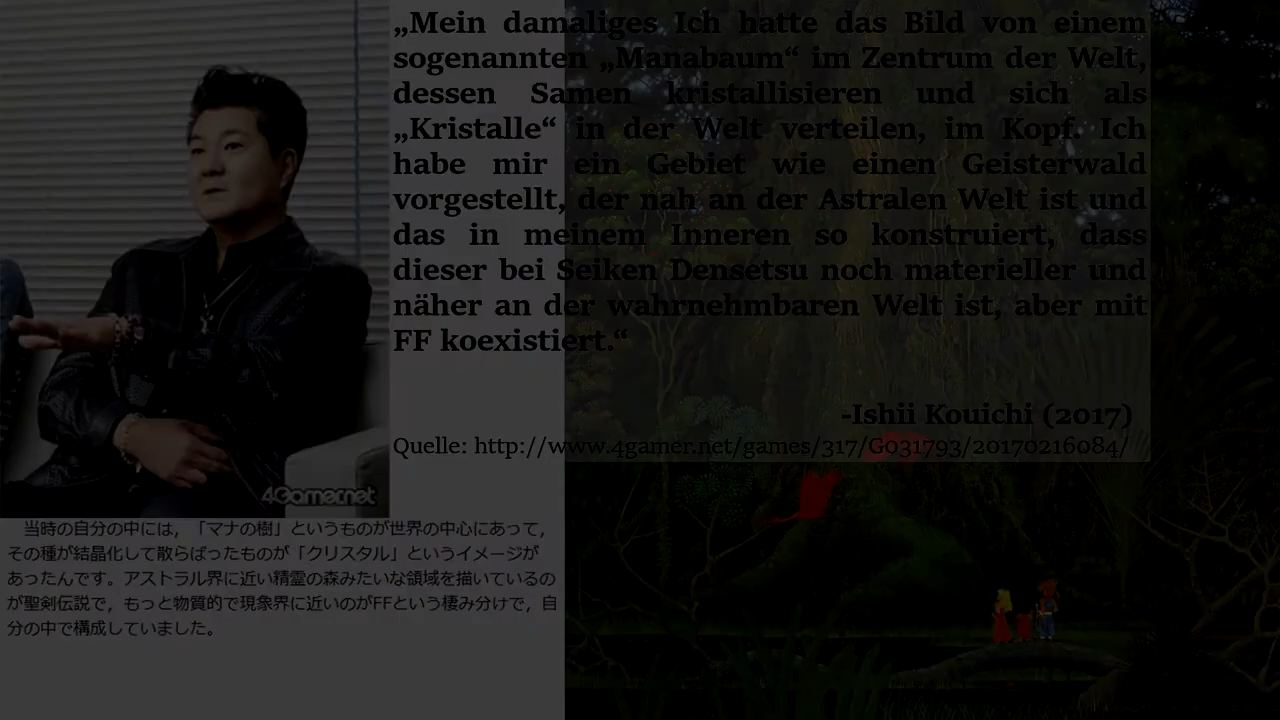 „Mein damaliges Ich hatte das Bild von einem
sogenannten „Manabaum“ im Zentrum der Welt,
dessen Samen kristallisieren und sich als
„Kristalle“ in der Welt verteilen, im Kopf. Ich
habe mir ein Gebiet wie einen Geisterwald
vorgestellt, der nah an der Astralen Welt ist und
das in meinem Inneren so konstruiert, dass
dieser bei Seiken Densetsu noch materieller und
näher an der wahrnehmbaren Welt ist, aber mit
FF koexistiert.“
-Ishii Kouichi (2017)
Quelle: http://www.4gamer.net/games/317/G031793/20170216084/
4Gamer.net
当時の自分の中には，「マナの樹」というものが世界の中心にあって，
その種が結晶化して散らばったものが「クリスタル」というイメージが
あったんです。アストラル界に近い精霊の森みたいな領域を描いているの
が聖剣伝説で，もっと物質的で現象界に近いのがFFという棲み分けで，自
分の中で構成していました。